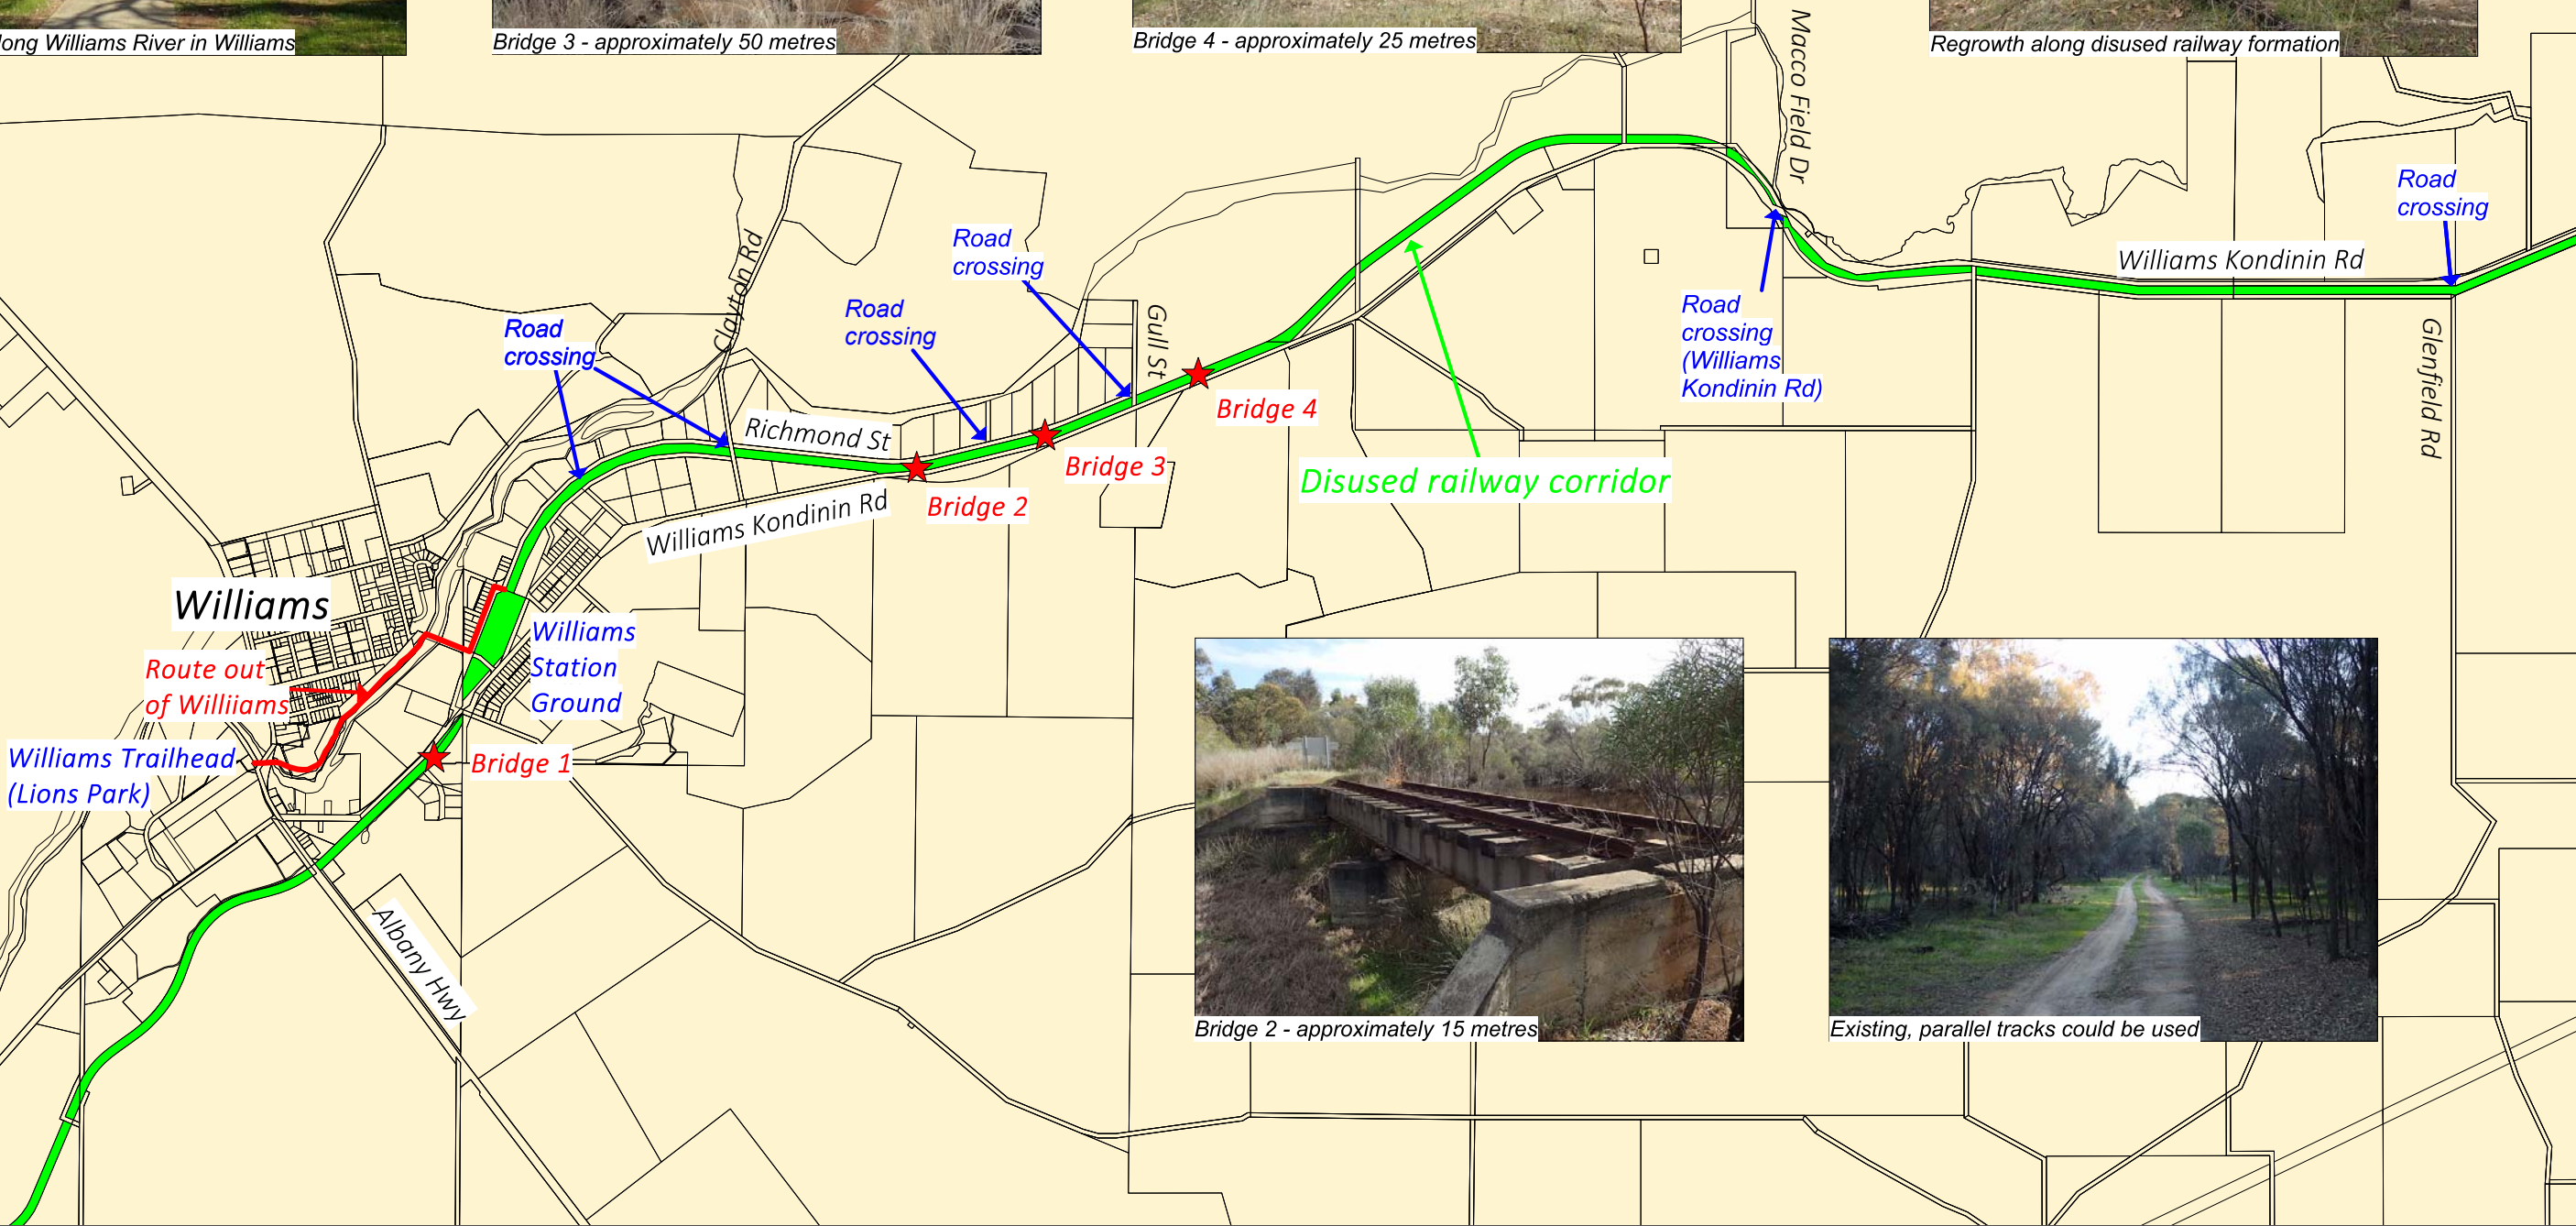 long Williams River in Williams
Bridge 3 - approximately 50 metres
Bridge 4 - approximately 25 metres
Regrowth along disused railway formation
Macco Field Dr
Road
crossing
Williams Kondinin Rd
Road
crossing
Clayton Rd
Road
crossing
Road
crossing
Gull St
Road
crossing
(Williams
Kondinin Rd)
Glenfield Rd
Richmond St
Bridge 4
Bridge 3
Bridge 2
Disused railway corridor
Williams Kondinin Rd
Williams
Williams
Station
Ground
Route out
of Williiams
Williams Trailhead
(Lions Park)
Bridge 1
Albany Hwy
Bridge 2 - approximately 15 metres
Existing, parallel tracks could be used